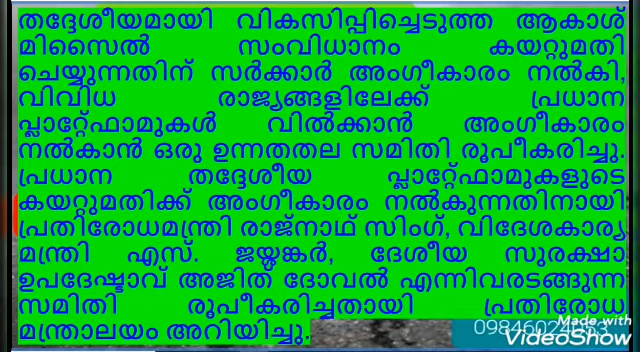 തദ്ദേശീയമായി വികസിപ്പിച്ചെടുത്ത ആകാശ്
മിസൈൽ സംവിധാനം കയറ്റുമതി
ചെയ്യുന്നതിന് സർക്കാർ അംഗീകാരം നൽകി,
വിവിധ രാജ്യങ്ങളിലേക്ക് പ്രധാന
പ്ലാറ്റ്ഫോമുകൾ വിൽക്കാൻ അംഗീകാരം
നൽകാൻ ഒരു ഉന്നതതല സമിതി രൂപീകരിച്ചു.
പ്രധാന തദ്ദേശീയ പ്ലാറ്റ്ഫോമുകളുടെ
കയറ്റുമതിക്ക് അംഗീകാരം നൽകുന്നതിനായി
പ്രതിരോധമന്ത്രി രാജ്നാഥ് സിംഗ്, വിദേശകാര്യ
മന്ത്രി എസ്. ജയ്ശങ്കർ, ദേശീയ സുരക്ഷാ
ഉപദേഷ്ടാവ് അജിത് ദോവൽ എന്നിവരടങ്ങുന്ന
സമിതി രൂപീകരിച്ചതായി പ്രതിരോധ
മന്ത്രാലയം അറിയിച്ചു.
Made with
VideoShow